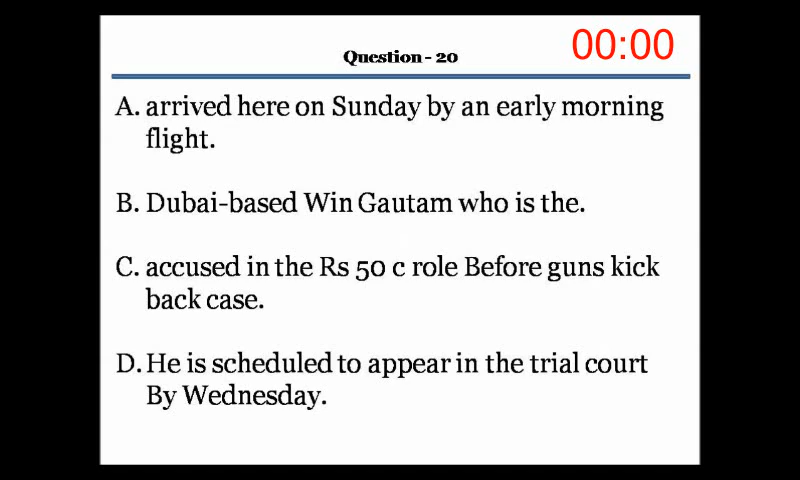 Question - 20
00:00
A. arrived here on Sunday by an early morning
flight.
B. Dubai-based Win Gautam who is the.
C. accused in the Rs 50 c role Before guns kick
back case.
D. He is scheduled to appear in the trial court
By Wednesday.